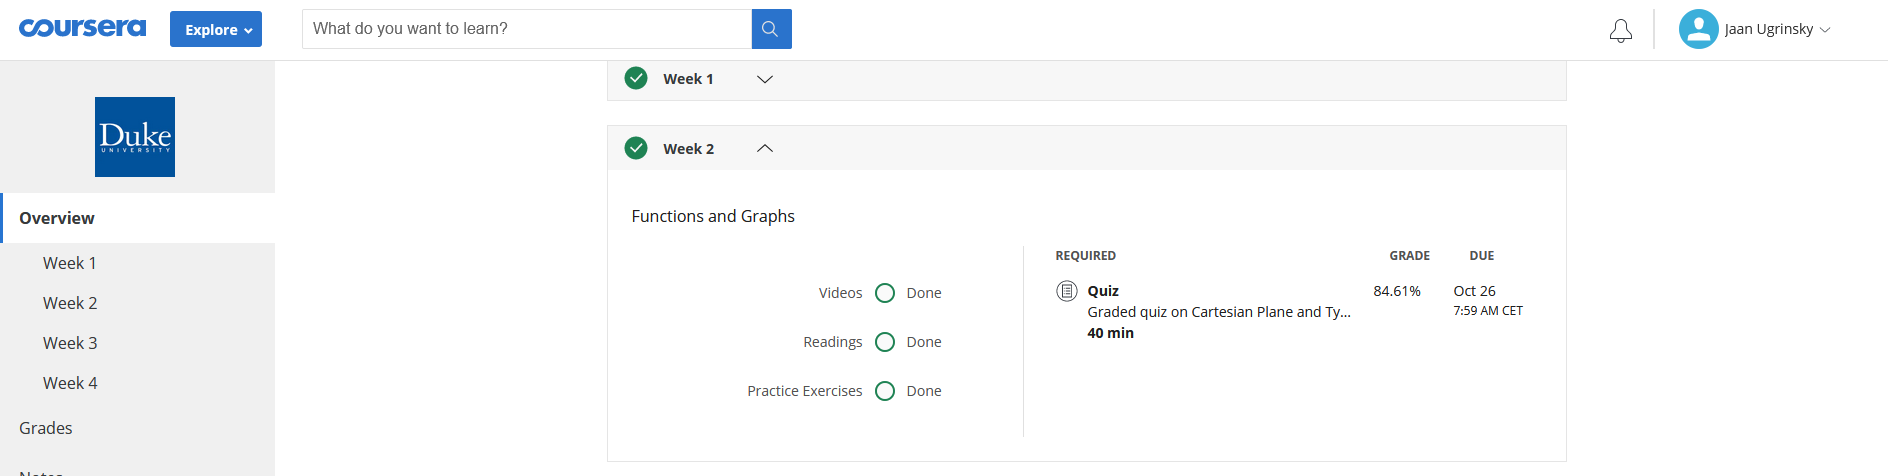 coursera
Explore
What do you want to learn?
Jaan Ugrinsky
Duke
UNIVERSITY
Overview
Week 1
Week 2
Week 3
Week 4
Grades
Notes
Week 1
Week 2
Functions and Graphs
Videos Done
Readings Done
Practice Exercises Done
REQUIRED GRADE DUE
Quiz 84.61% Oct 26
Graded quiz on Cartesian Plane and Ty... 7:59 AM CET
40 min